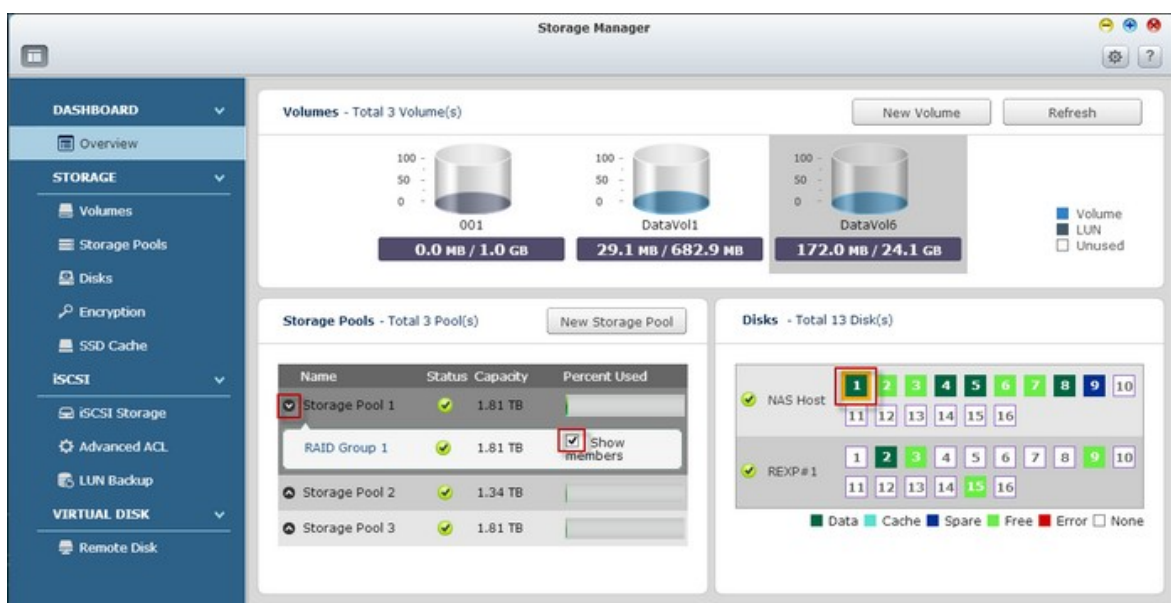 Storage Manager
?
DASHBOARD
Overview
STORAGE
Volumes
Storage Pools
Disks
Encryption
SSD Cache
iSCSI
iSCSI Storage
Advanced ACL
LUN Backup
VIRTUAL DISK
Remote Disk
Volumes - Total 3 Volume(s)
New Volume
Refresh
100
50
0
001
0.0 MB / 1.0 GB
100
50
0
DataVol1
29.1 MB / 682.9 MB
100
50
0
DataVol6
172.0 MB / 24.1 GB
Volume
LUN
Unused
Storage Pools - Total 3 Pool(s)
New Storage Pool
Name Status Capacity Percent Used
Storage Pool 1 1.81 TB
RAID Group 1 1.81 TB Show
members
Storage Pool 2 1.34 TB
Storage Pool 3 1.81 TB
Disks - Total 13 Disk(s)
NAS Host
1 2 3 4 5 6 7 8 9 10
11 12 13 14 15 16
REXP#1
1 2 3 4 5 6 7 8 9 10
11 12 13 14 15 16
Data Cache Spare Free Error None